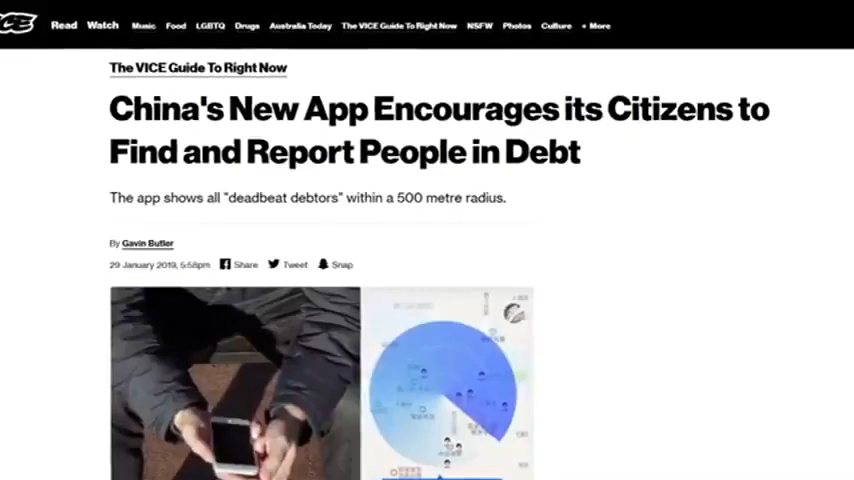 VICE Read Watch Music Food LGBTQ Drugs Australia Today The VICE Guide To Right Now NSFW Photos Culture + More
The VICE Guide To Right Now
China's New App Encourages its Citizens to
Find and Report People in Debt
The app shows all "deadbeat debtors" within a 500 metre radius.
By Gavin Butler
29 January 2019, 5:58pm Share Tweet Snap